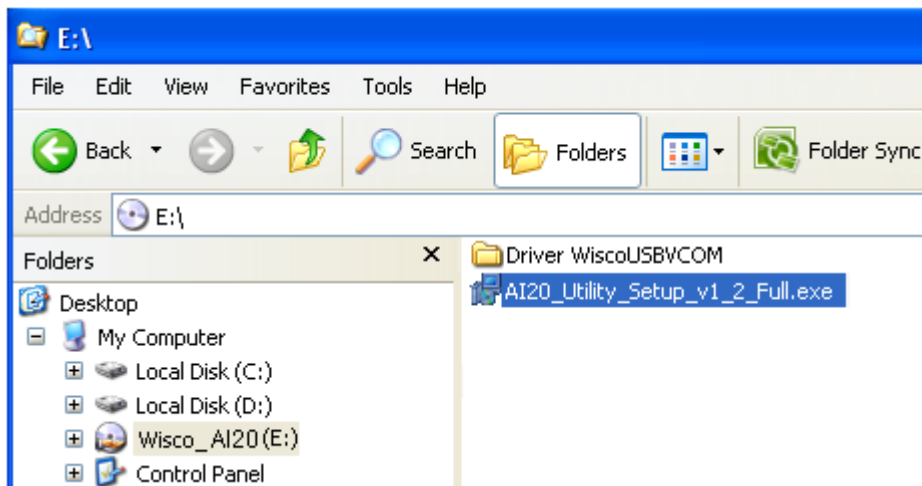 E:\
File Edit View Favorites Tools Help
Back Search Folders Folder Sync
Address E:\
Folders
Desktop
My Computer
Local Disk (C:)
Local Disk (D:)
Wisco_AI20 (E:)
Control Panel
Driver WiscoUSBVCOM
AI20_Utility_Setup_v1_2_Full.exe